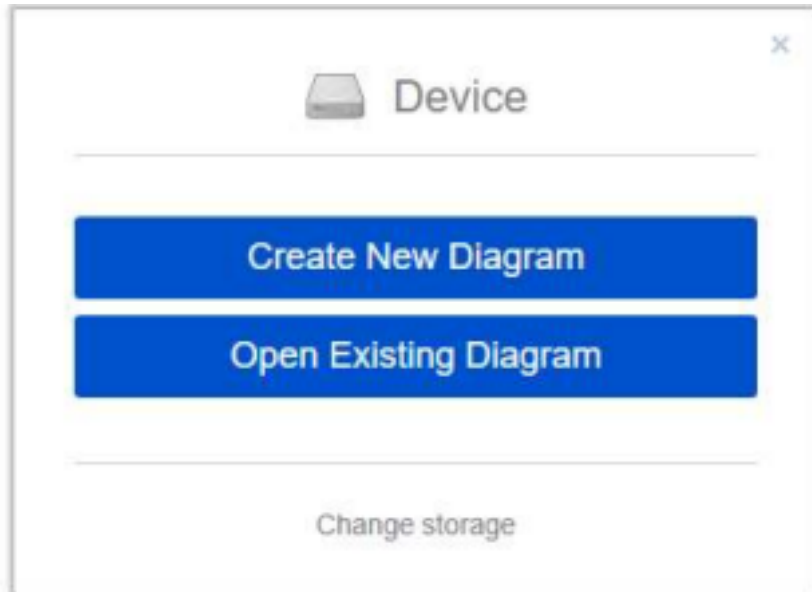 Device
Create New Diagram
Open Existing Diagram
Change storage